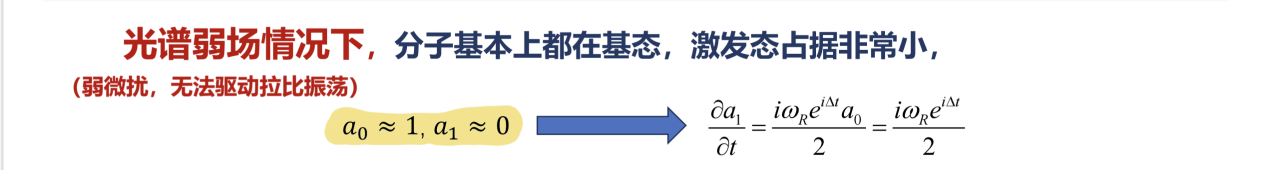 光谱弱场情况下，分子基本上都在基态，激发态占据非常小，
（弱微扰，无法驱动拉比振荡）
a₀ ≈ 1, a₁ ≈ 0 ∂a₁/∂t = iω_R e^{iΔt} a₀/2 = iω_R e^{iΔt}/2